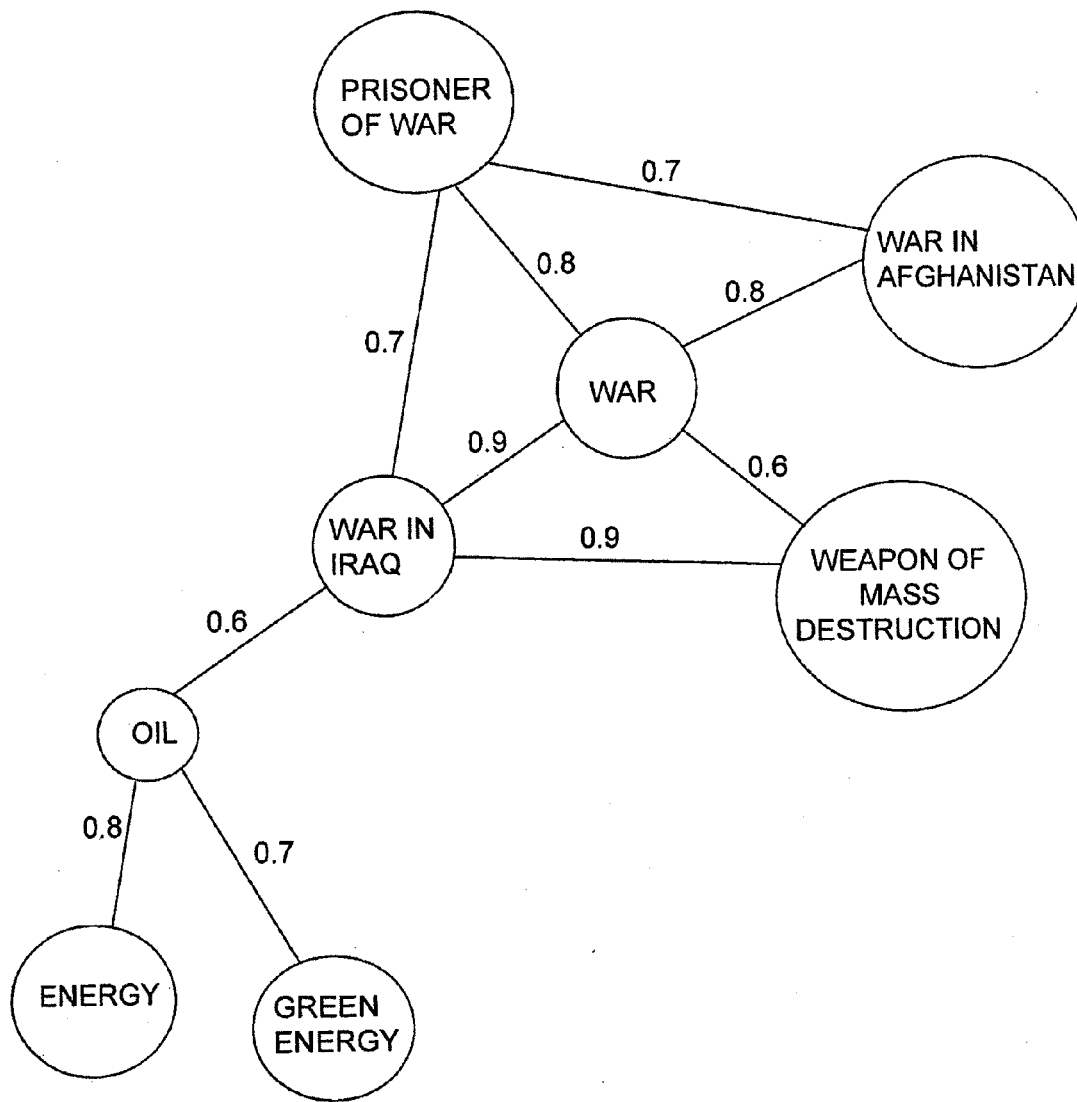 PRISONER
OF WAR
0.7
WAR IN
AFGHANISTAN
0.8
0.8
0.7
WAR
0.9
0.6
WAR IN
IRAQ
0.9
WEAPON OF
MASS
DESTRUCTION
0.6
OIL
0.8
0.7
ENERGY
GREEN
ENERGY